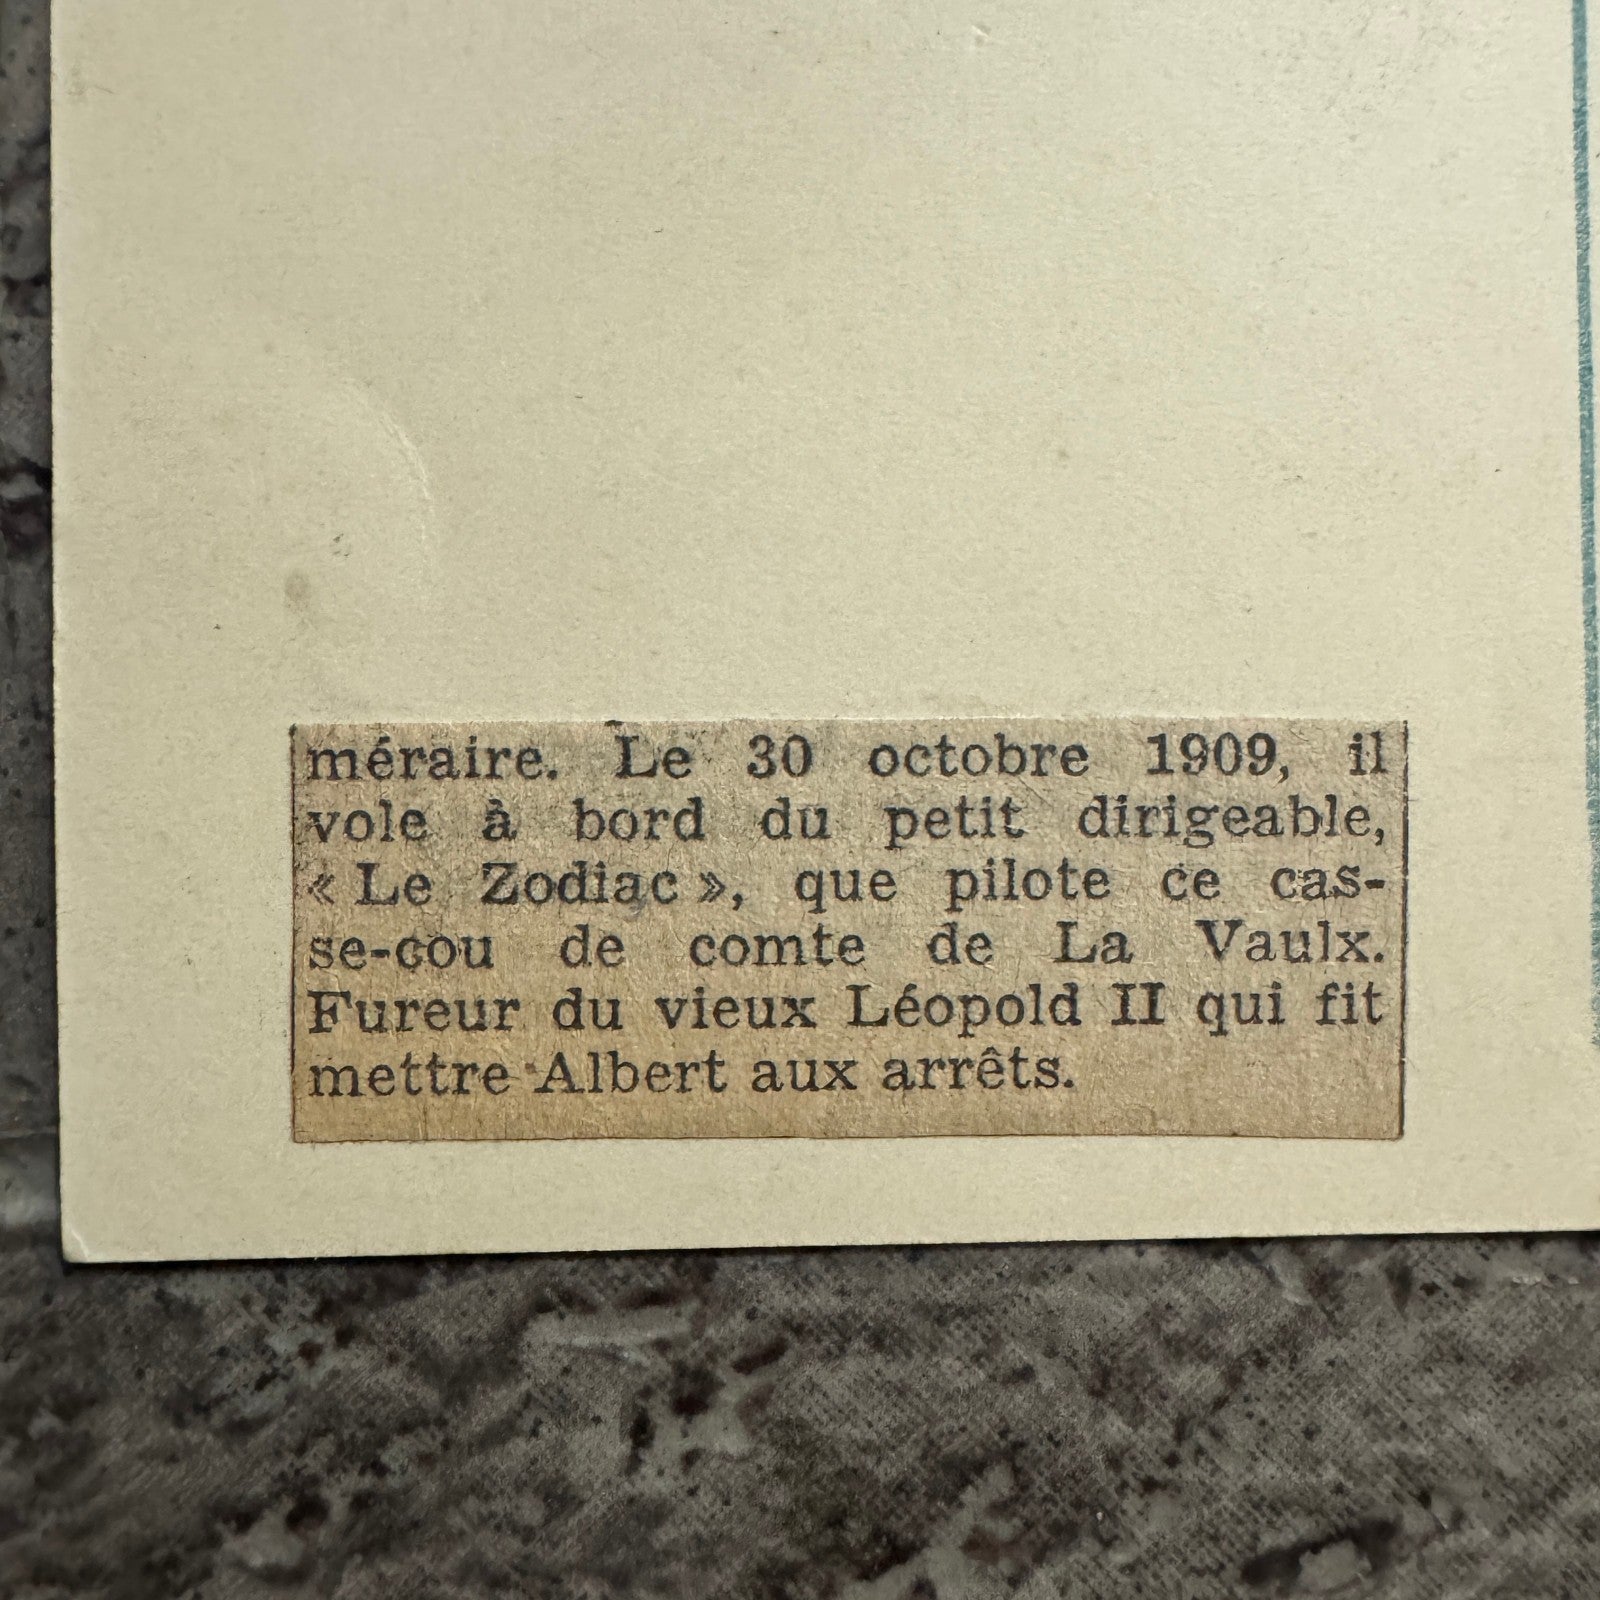 méraire. Le 30 octobre 1909, il
vole à bord du petit dirigeable,
« Le Zodiac », que pilote ce cas-
se-cou de comte de La Vaulx.
Fureur du vieux Léopold II qui fit
mettre Albert aux arrêts.